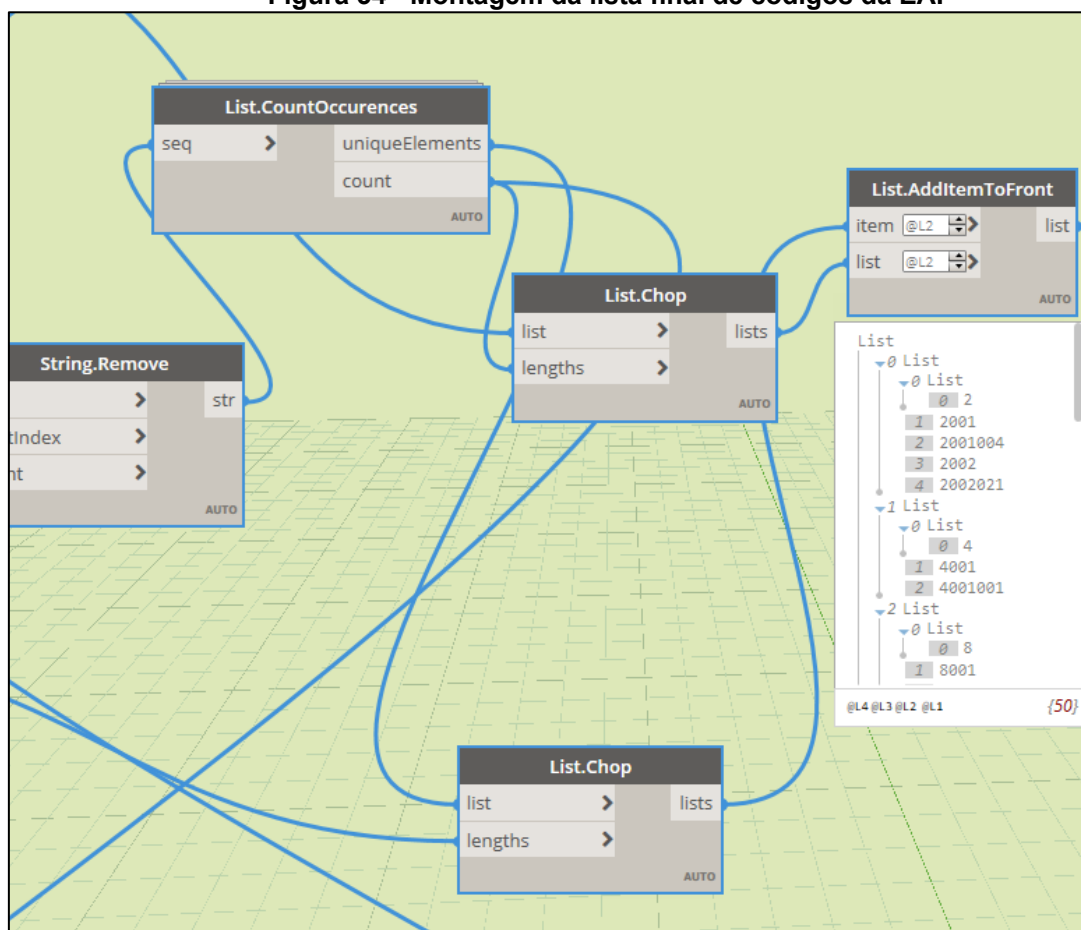 Figura 34 - Montagem da lista final de códigos da EAP
List.CountOccurences
seq > uniqueElements
count
AUTO
List.AddItemToFront
item @L2 > list
list @L2 >
AUTO
List.Chop
list > lists
lengths >
AUTO
String.Remove
> str
tIndex >
nt >
AUTO
List
0 List
0 List
0 2
1 2001
2 2001004
3 2002
4 2002021
1 List
0 List
0 4
1 4001
2 4001001
2 List
0 List
0 8
1 8001
@L4 @L3 @L2 @L1 {50}
List.Chop
list > lists
lengths >
AUTO